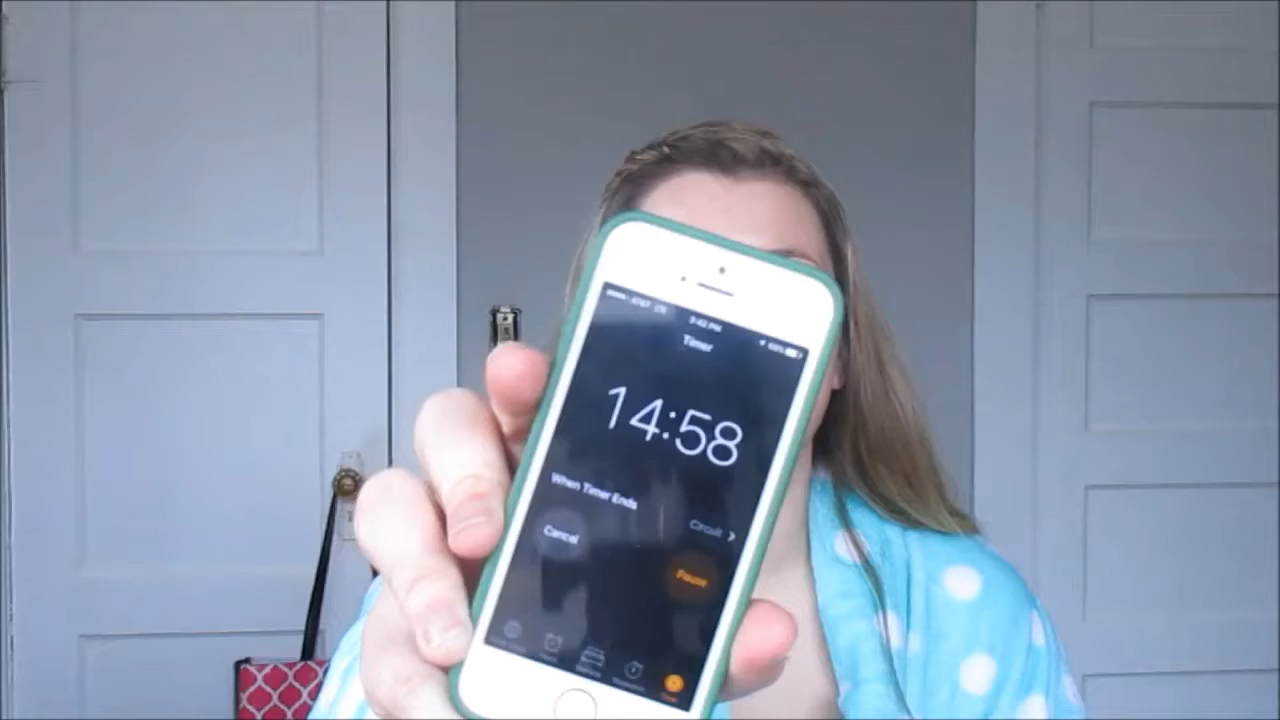 AT&T LTE
3:42 PM
Timer
14:58
When Timer Ends
Circuit >
Cancel
Pause